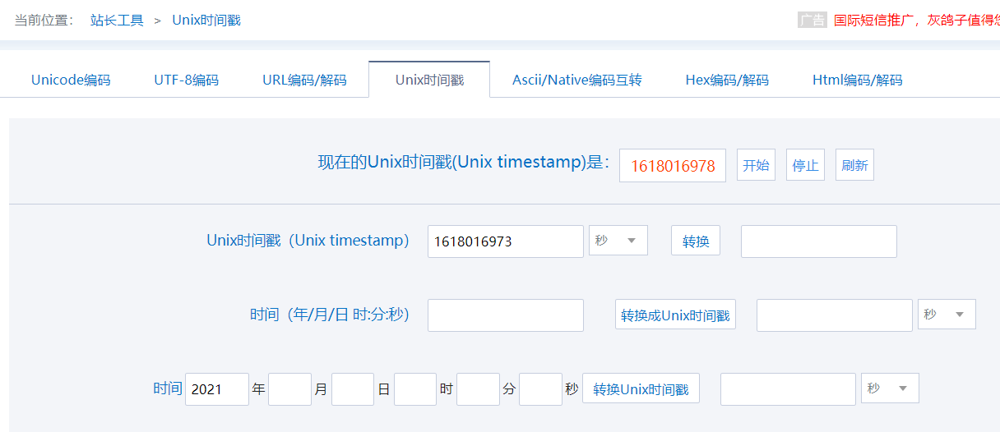 当前位置： 站长工具 > Unix时间戳 广告 国际短信推广，灰鸽子值得
Unicode编码 UTF-8编码 URL编码/解码 Unix时间戳 Ascii/Native编码互转 Hex编码/解码 Html编码/解码
现在的Unix时间戳(Unix timestamp)是： 1618016978 开始 停止 刷新
Unix时间戳（Unix timestamp） 1618016973 秒 转换
时间（年/月/日 时:分:秒） 转换成Unix时间戳 秒
时间 2021 年 月 日 时 分 秒 转换Unix时间戳 秒